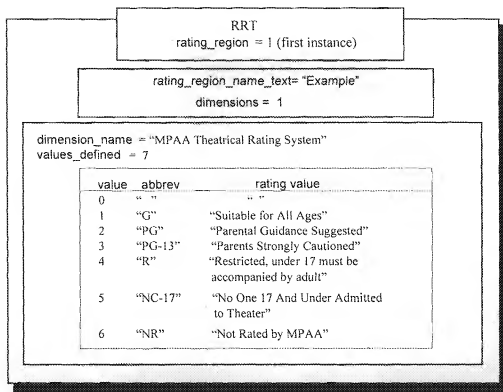 RRT
rating_region = 1 (first instance)
rating_region_name_text= "Example"
dimensions = 1
dimension_name = "MPAA Theatrical Rating System"
values_defined = 7
value abbrev rating value
0 " " " "
1 "G" "Suitable for All Ages"
2 "PG" "Parental Guidance Suggested"
3 "PG-13" "Parents Strongly Cautioned"
4 "R" "Restricted, under 17 must be
accompanied by adult"
5 "NC-17" "No One 17 And Under Admitted
to Theater"
6 "NR" "Not Rated by MPAA"